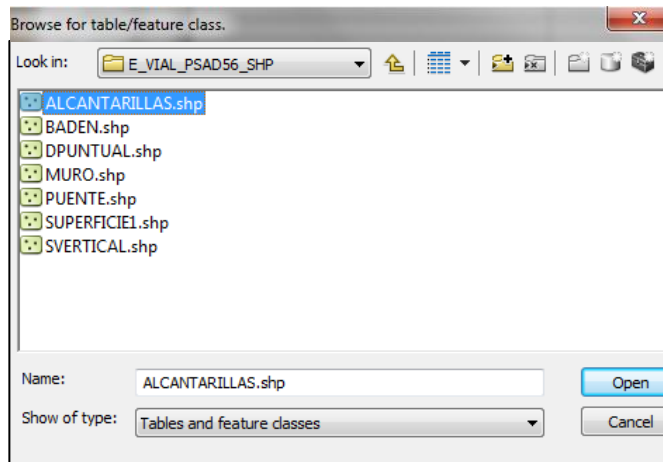 Browse for table/feature class.
Look in: E_VIAL_PSAD56_SHP
ALCANTARILLAS.shp
BADEN.shp
DPUNTUAL.shp
MURO.shp
PUENTE.shp
SUPERFICIE1.shp
SVERTICAL.shp
Name: ALCANTARILLAS.shp Open
Show of type: Tables and feature classes Cancel